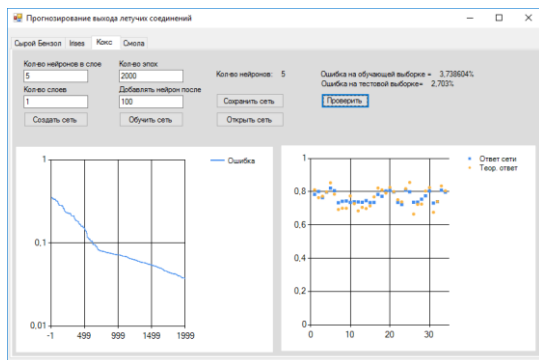 Прогнозирование выхода летучих соединений
Сырой Бензол Irises Кокс Смола
Кол-во нейронов в слое
Кол-во эпох
5
2000
Кол-во нейронов: 5
Ошибка на обучающей выборке = 3,738604%
Ошибка на тестовой выборке= 2,703%
Кол-во слоев
Добавлять нейрон после
1
100
Сохранить сеть
Проверить
Создать сеть
Обучить сеть
Открыть сеть
1
0,1
0,01
-1 499 999 1499 1999
Ошибка
1
0,8
0,6
0,4
0,2
0
0 10 20 30
Ответ сети
Теор. ответ